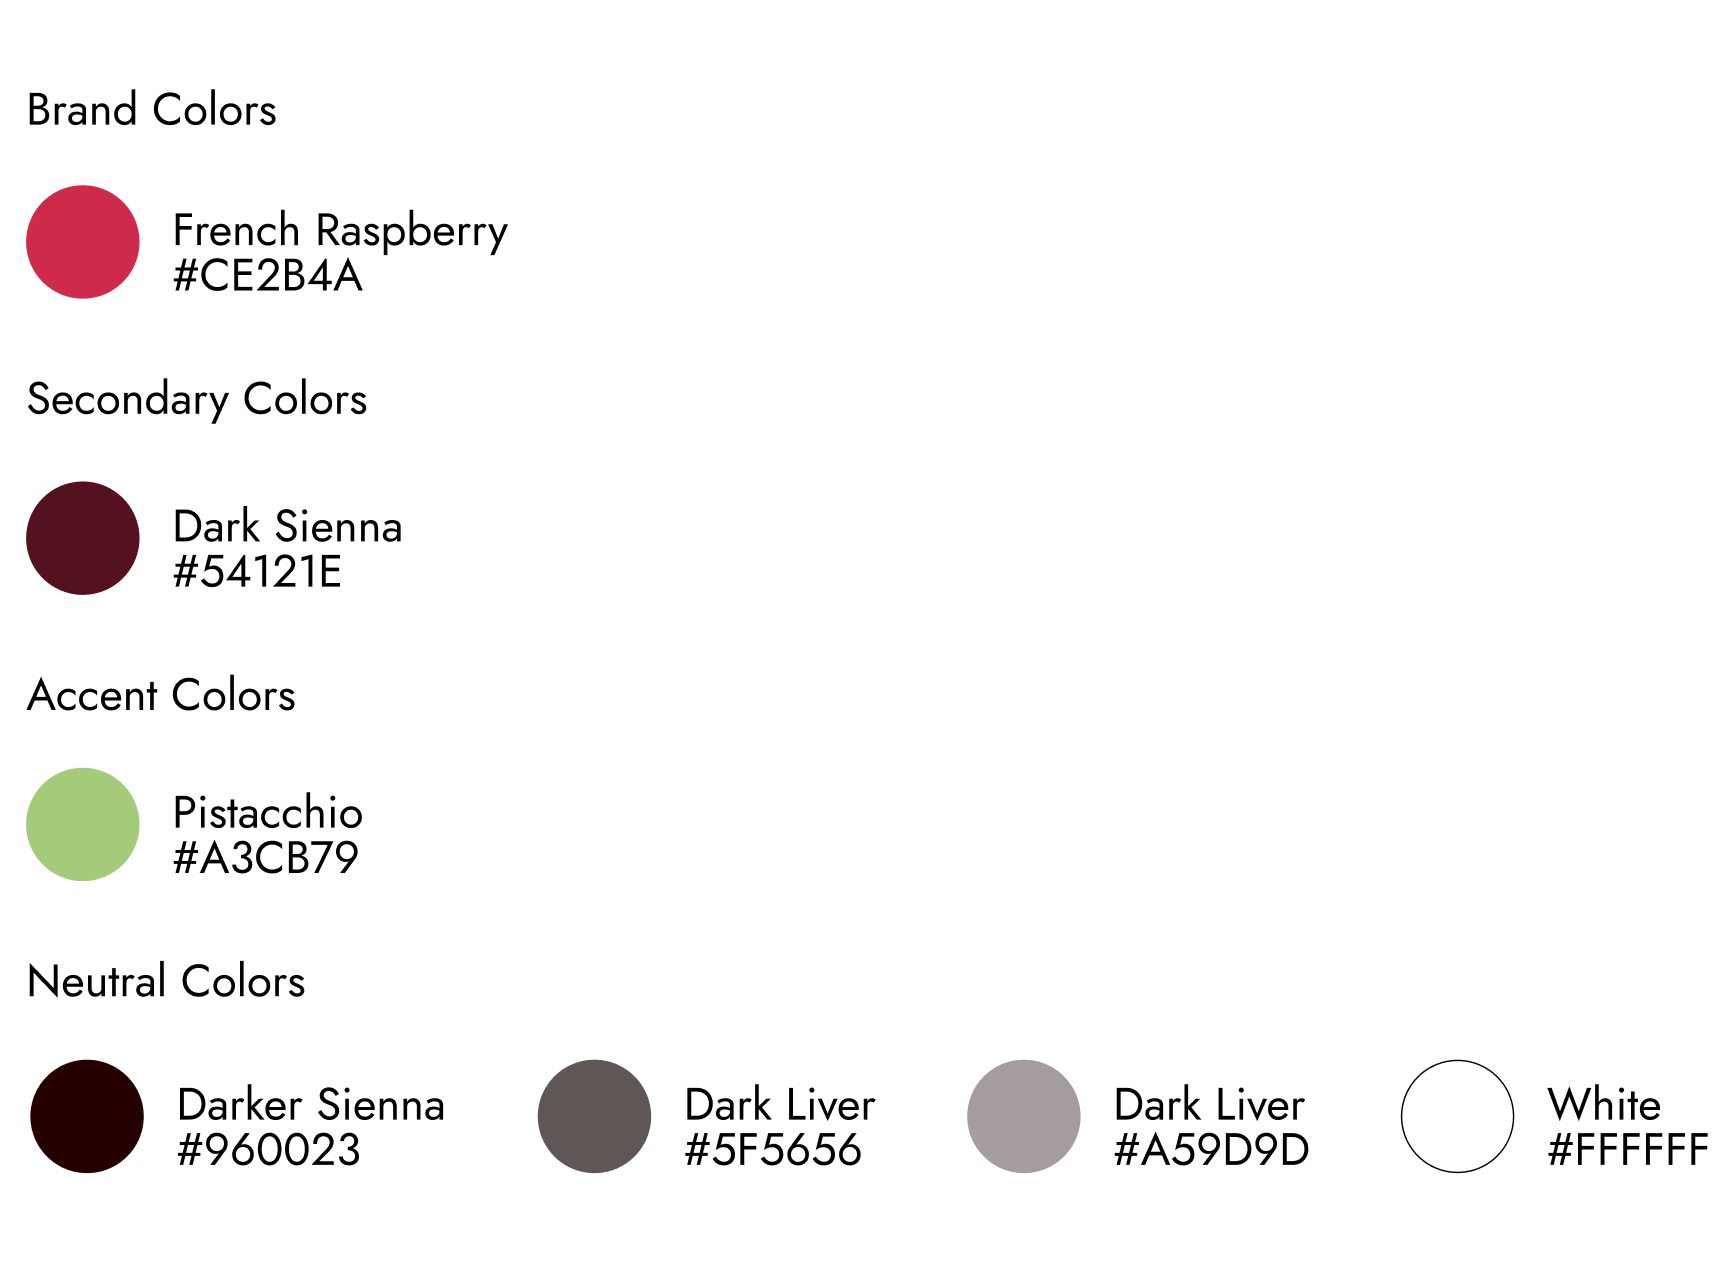 Brand Colors
French Raspberry
#CE2B4A
Secondary Colors
Dark Sienna
#54121E
Accent Colors
Pistacchio
#A3CB79
Neutral Colors
Darker Sienna
#960023
Dark Liver
#5F5656
Dark Liver
#A59D9D
White
#FFFFFF